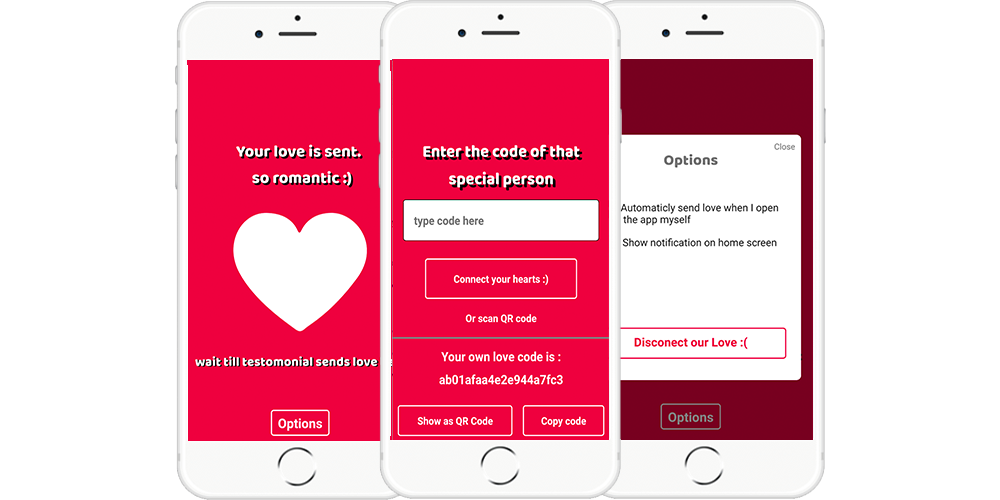 Your love is sent.
so romantic :)
wait till testomonial sends love
Options
Enter the code of that
special person
type code here
Connect your hearts :)
Or scan QR code
Your own love code is :
ab01afaa4e2e944a7fc3
Show as QR Code
Copy code
Close
Options
Automaticly send love when I open
the app myself
Show notification on home screen
Disconect our Love :(
Options